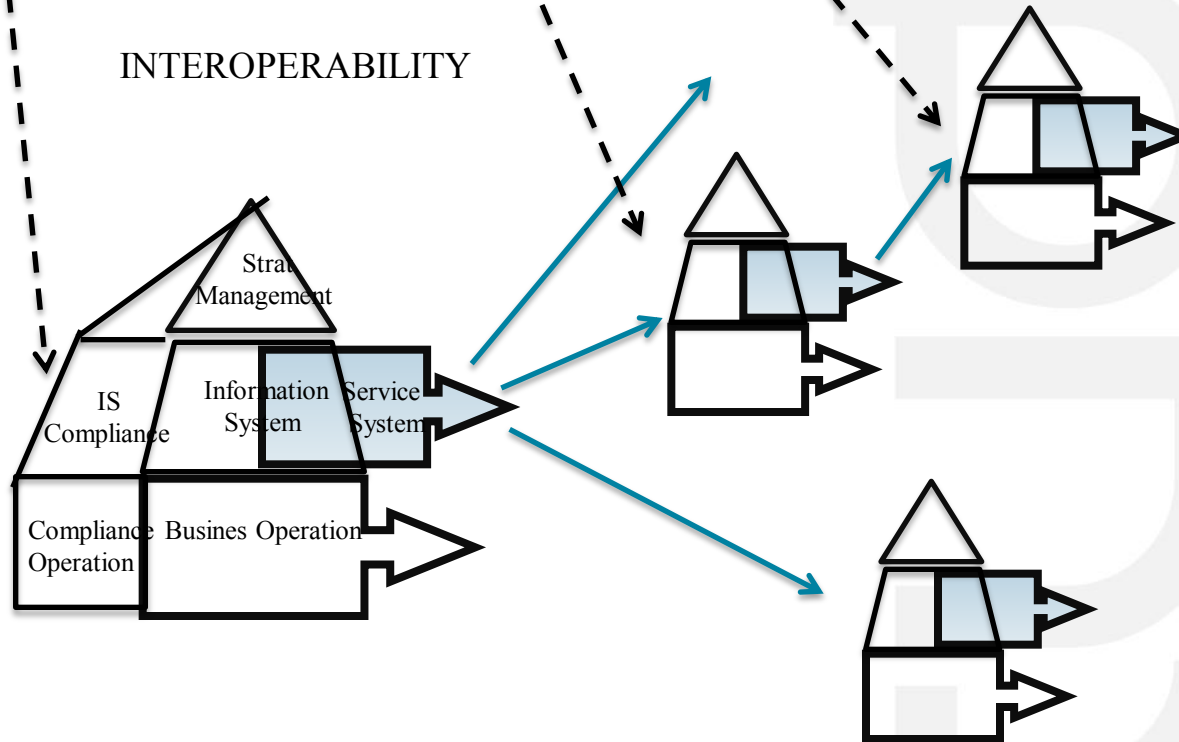 INTEROPERABILITY
Strat
Management
IS
Compliance
Information
System
Service
System
Compliance
Operation
Busines Operation